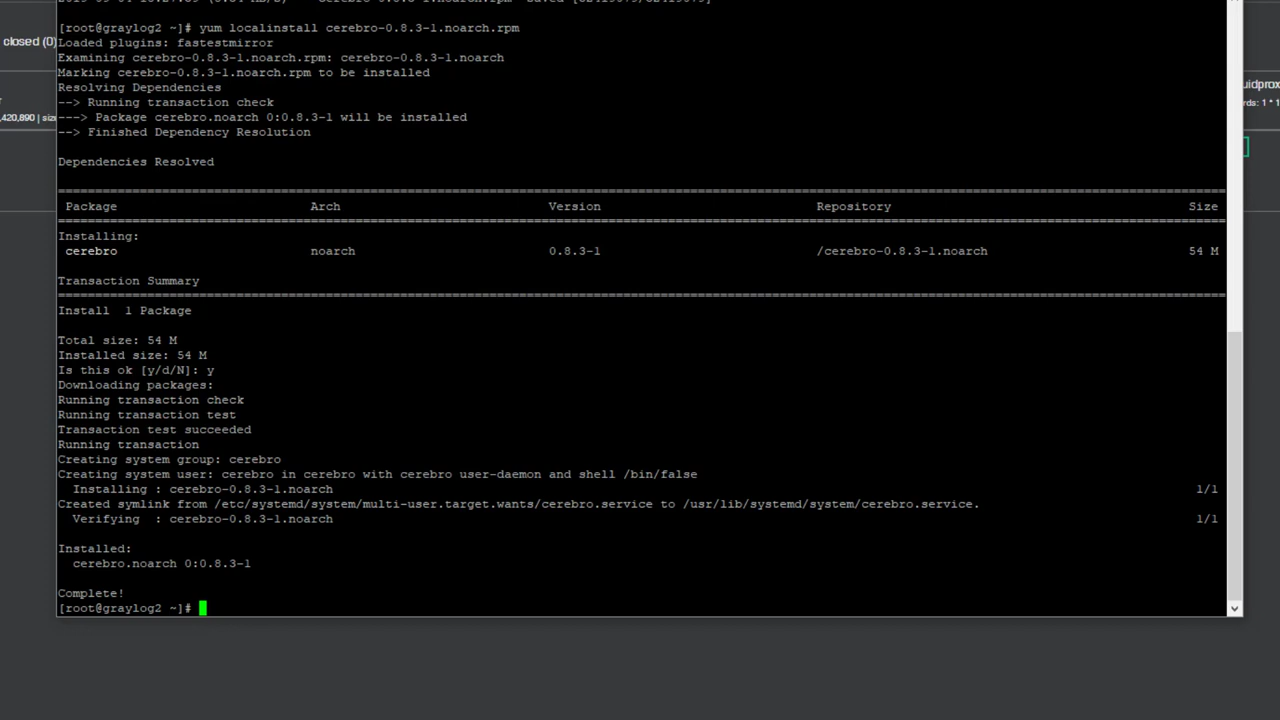 [root@graylog2 ~]# yum localinstall cerebro-0.8.3-1.noarch.rpm
Loaded plugins: fastestmirror
Examining cerebro-0.8.3-1.noarch.rpm: cerebro-0.8.3-1.noarch
Marking cerebro-0.8.3-1.noarch.rpm to be installed
Resolving Dependencies
--> Running transaction check
---> Package cerebro.noarch 0:0.8.3-1 will be installed
--> Finished Dependency Resolution
Dependencies Resolved
Package Arch Version Repository Size
Installing:
cerebro noarch 0.8.3-1 /cerebro-0.8.3-1.noarch 54 M
Transaction Summary
Install 1 Package
Total size: 54 M
Installed size: 54 M
Is this ok [y/d/N]: y
Downloading packages:
Running transaction check
Running transaction test
Transaction test succeeded
Running transaction
Creating system group: cerebro
Creating system user: cerebro in cerebro with cerebro user-daemon and shell /bin/false
Installing : cerebro-0.8.3-1.noarch 1/1
Created symlink from /etc/systemd/system/multi-user.target.wants/cerebro.service to /usr/lib/systemd/system/cerebro.service.
Verifying : cerebro-0.8.3-1.noarch 1/1
Installed:
cerebro.noarch 0:0.8.3-1
Complete!
[root@graylog2 ~]#
closed (0)
,420,890 | size
uidprox
rds: 1 * 1